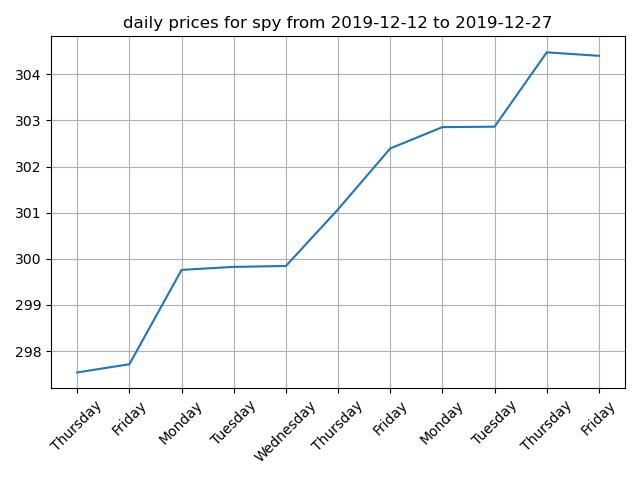 daily prices for spy from 2019-12-12 to 2019-12-27
304
303
302
301
300
299
298
Thursday
Friday
Monday
Tuesday
Wednesday
Thursday
Friday
Monday
Tuesday
Thursday
Friday